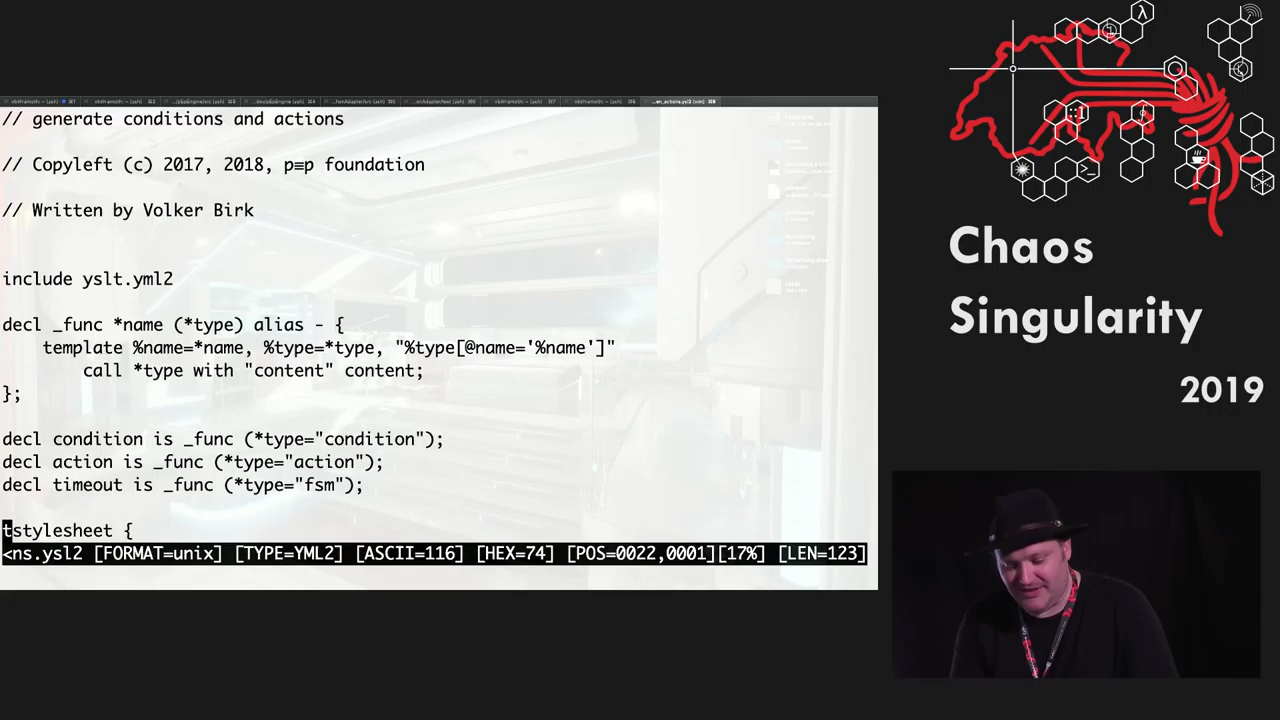 // generate conditions and actions
// Copyleft (c) 2017, 2018, p≡p foundation
// Written by Volker Birk
include yslt.yml2
decl _func *name (*type) alias - {
template %name=*name, %type=*type, "%type[@name='%name']"
call *type with "content" content;
};
decl condition is _func (*type="condition");
decl action is _func (*type="action");
decl timeout is _func (*type="fsm");
tstylesheet {
<ns.ysl2 [FORMAT=unix] [TYPE=YML2] [ASCII=116] [HEX=74] [POS=0022,0001][17%] [LEN=123]
Chaos
Singularity
2019